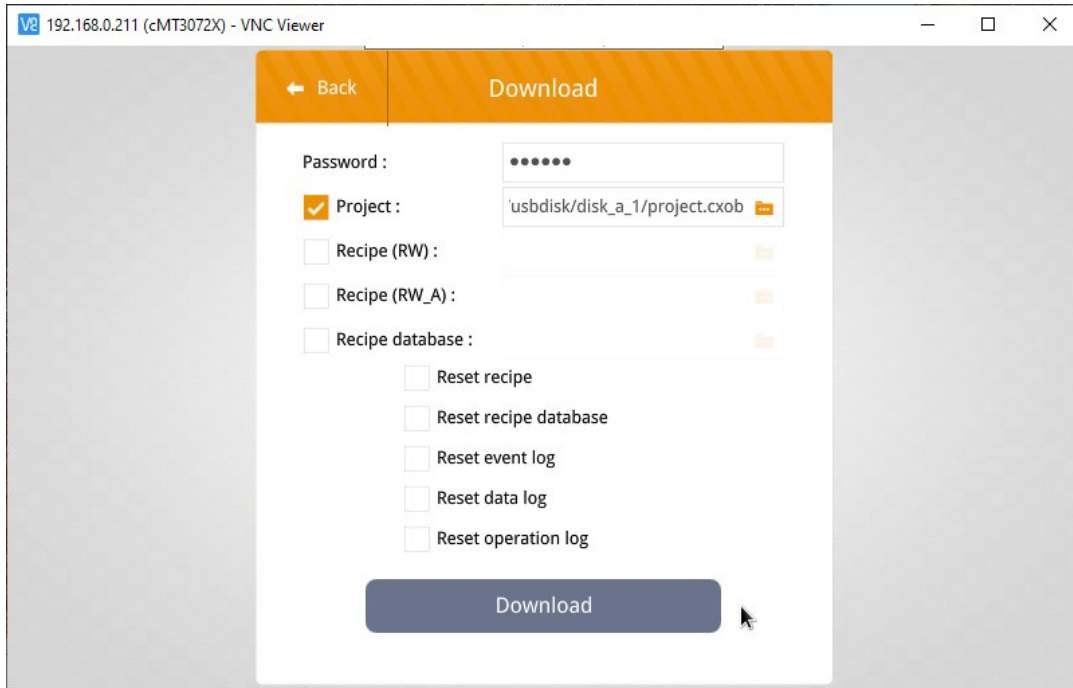 192.168.0.211 (cMT3072X) - VNC Viewer
Back
Download
Password :
Project : /usbdisk/disk_a_1/project.cxob
Recipe (RW) :
Recipe (RW_A) :
Recipe database :
Reset recipe
Reset recipe database
Reset event log
Reset data log
Reset operation log
Download